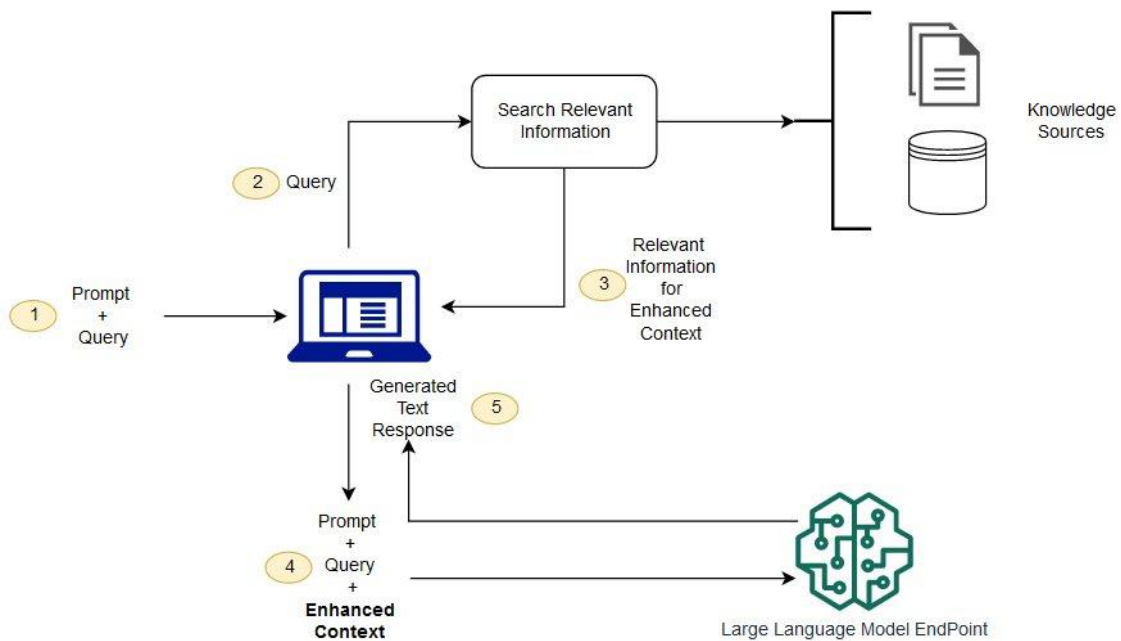 Search Relevant
Information
Knowledge
Sources
2
Query
1
Prompt
+
Query
3
Relevant
Information
for
Enhanced
Context
Generated
Text
Response
5
4
Prompt
+
Query
+
Enhanced
Context
Large Language Model EndPoint